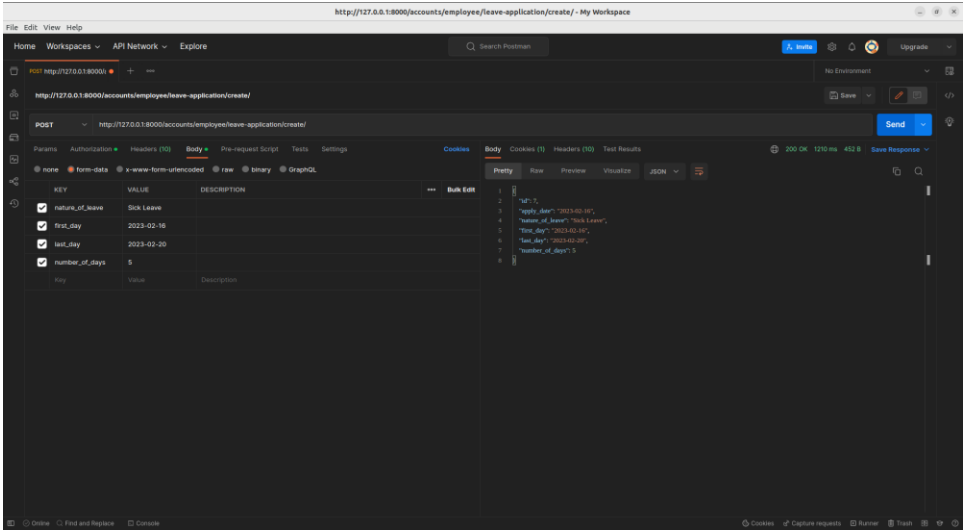 http://127.0.0.1:8000/accounts/employee/leave-application/create/ - My Workspace
File Edit View Help
Home Workspaces API Network Explore
Search Postman
Invite
Upgrade
POST http://127.0.0.1:8000/
No Environment
http://127.0.0.1:8000/accounts/employee/leave-application/create/
Save
POST http://127.0.0.1:8000/accounts/employee/leave-application/create/
Send
Params Authorization Headers (10) Body Pre-request Script Tests Settings Cookies
none form-data x-www-form-urlencoded raw binary GraphQL
KEY VALUE DESCRIPTION Bulk Edit
nature_of_leave Sick Leave
first_day 2023-02-16
last_day 2023-02-20
number_of_days 5
Key Value Description
Body Cookies (1) Headers (10) Test Results 200 OK 1210 ms 452 B Save Response
Pretty Raw Preview Visualize JSON
1 {
2 "id": 7,
3 "apply_date": "2023-02-16",
4 "nature_of_leave": "Sick Leave",
5 "first_day": "2023-02-16",
6 "last_day": "2023-02-20",
7 "number_of_days": 5
8 }
Online Find and Replace Console
Cookies Capture requests Runner Trash